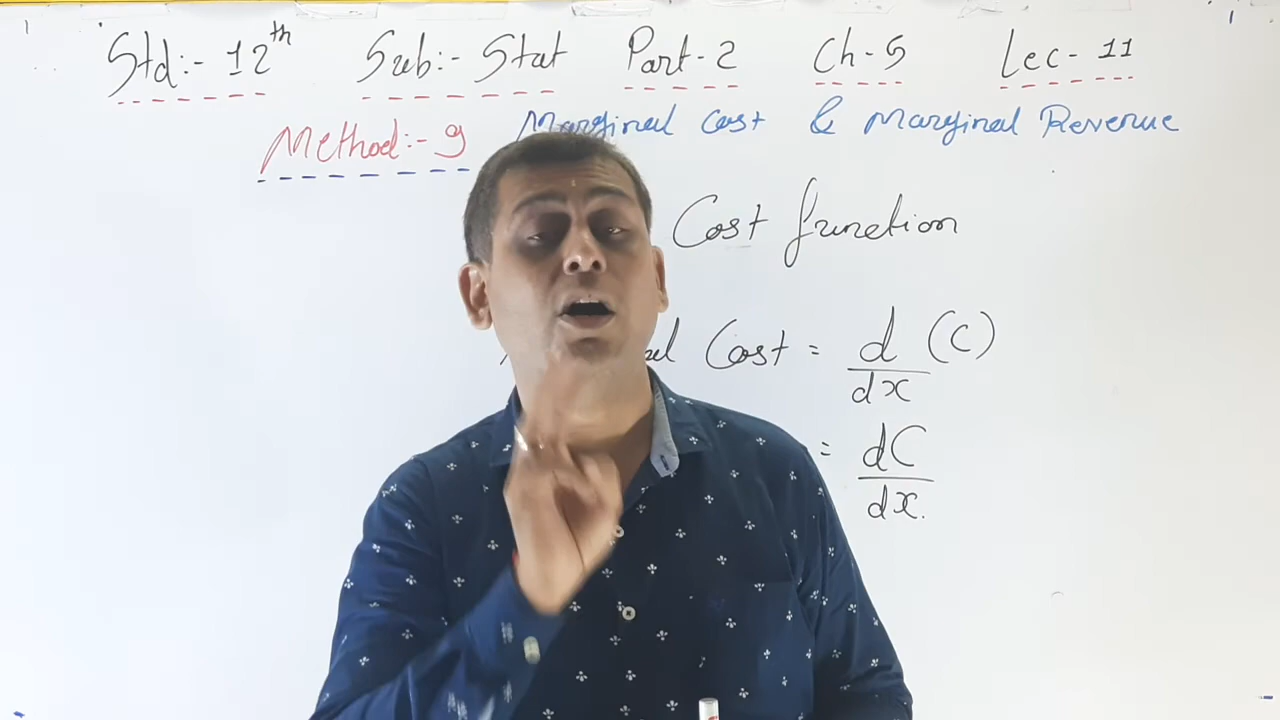 Std:- 12th Sub:- Stat Part-2 Ch-5 Lec-11
Method:- 9 Marginal Cost & Marginal Revenue
Cost function
Cost = d/dx (C)
= dC/dx.